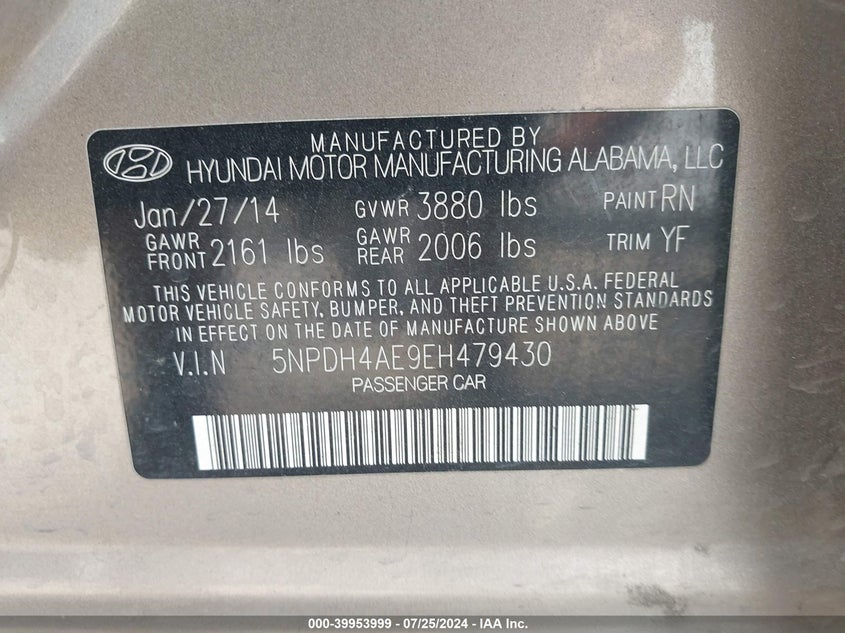 MANUFACTURED BY
HYUNDAI MOTOR MANUFACTURING ALABAMA, LLC
Jan/27/14 GVWR 3880 lbs PAINT RN
GAWR FRONT 2161 lbs GAWR REAR 2006 lbs TRIM YF
THIS VEHICLE CONFORMS TO ALL APPLICABLE U.S.A. FEDERAL
MOTOR VEHICLE SAFETY, BUMPER, AND THEFT PREVENTION STANDARDS
IN EFFECT ON THE DATE OF MANUFACTURE SHOWN ABOVE
V.I.N 5NPDH4AE9EH479430
PASSENGER CAR
000-39953999 - 07/25/2024 - IAA Inc.